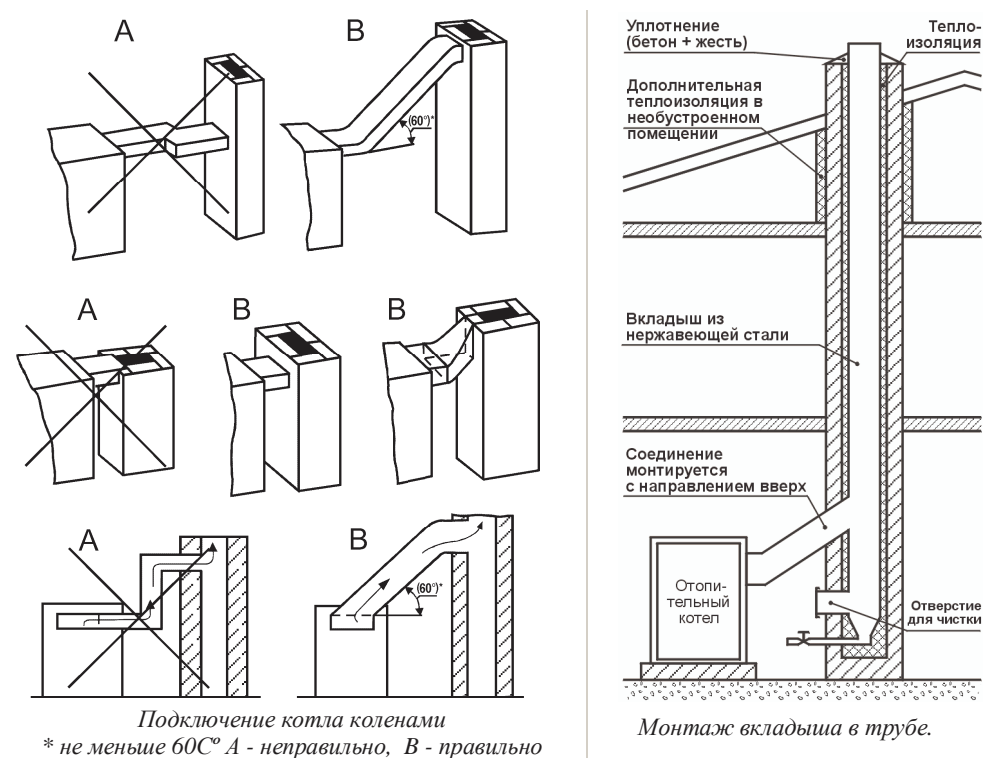 A
B
(60°)*
A
B
B
A
B
(60°)*
Подключение котла коленами
* не меньше 60Сº А - неправильно, В - правильно
Уплотнение
(бетон + жесть)
Тепло-
изоляция
Дополнительная
теплоизоляция в
необустроенном
помещении
Вкладыш из
нержавеющей стали
Соединение
монтируется
с направлением вверх
Отопи-
тельный
котел
Отверстие
для чистки
Монтаж вкладыша в трубе.